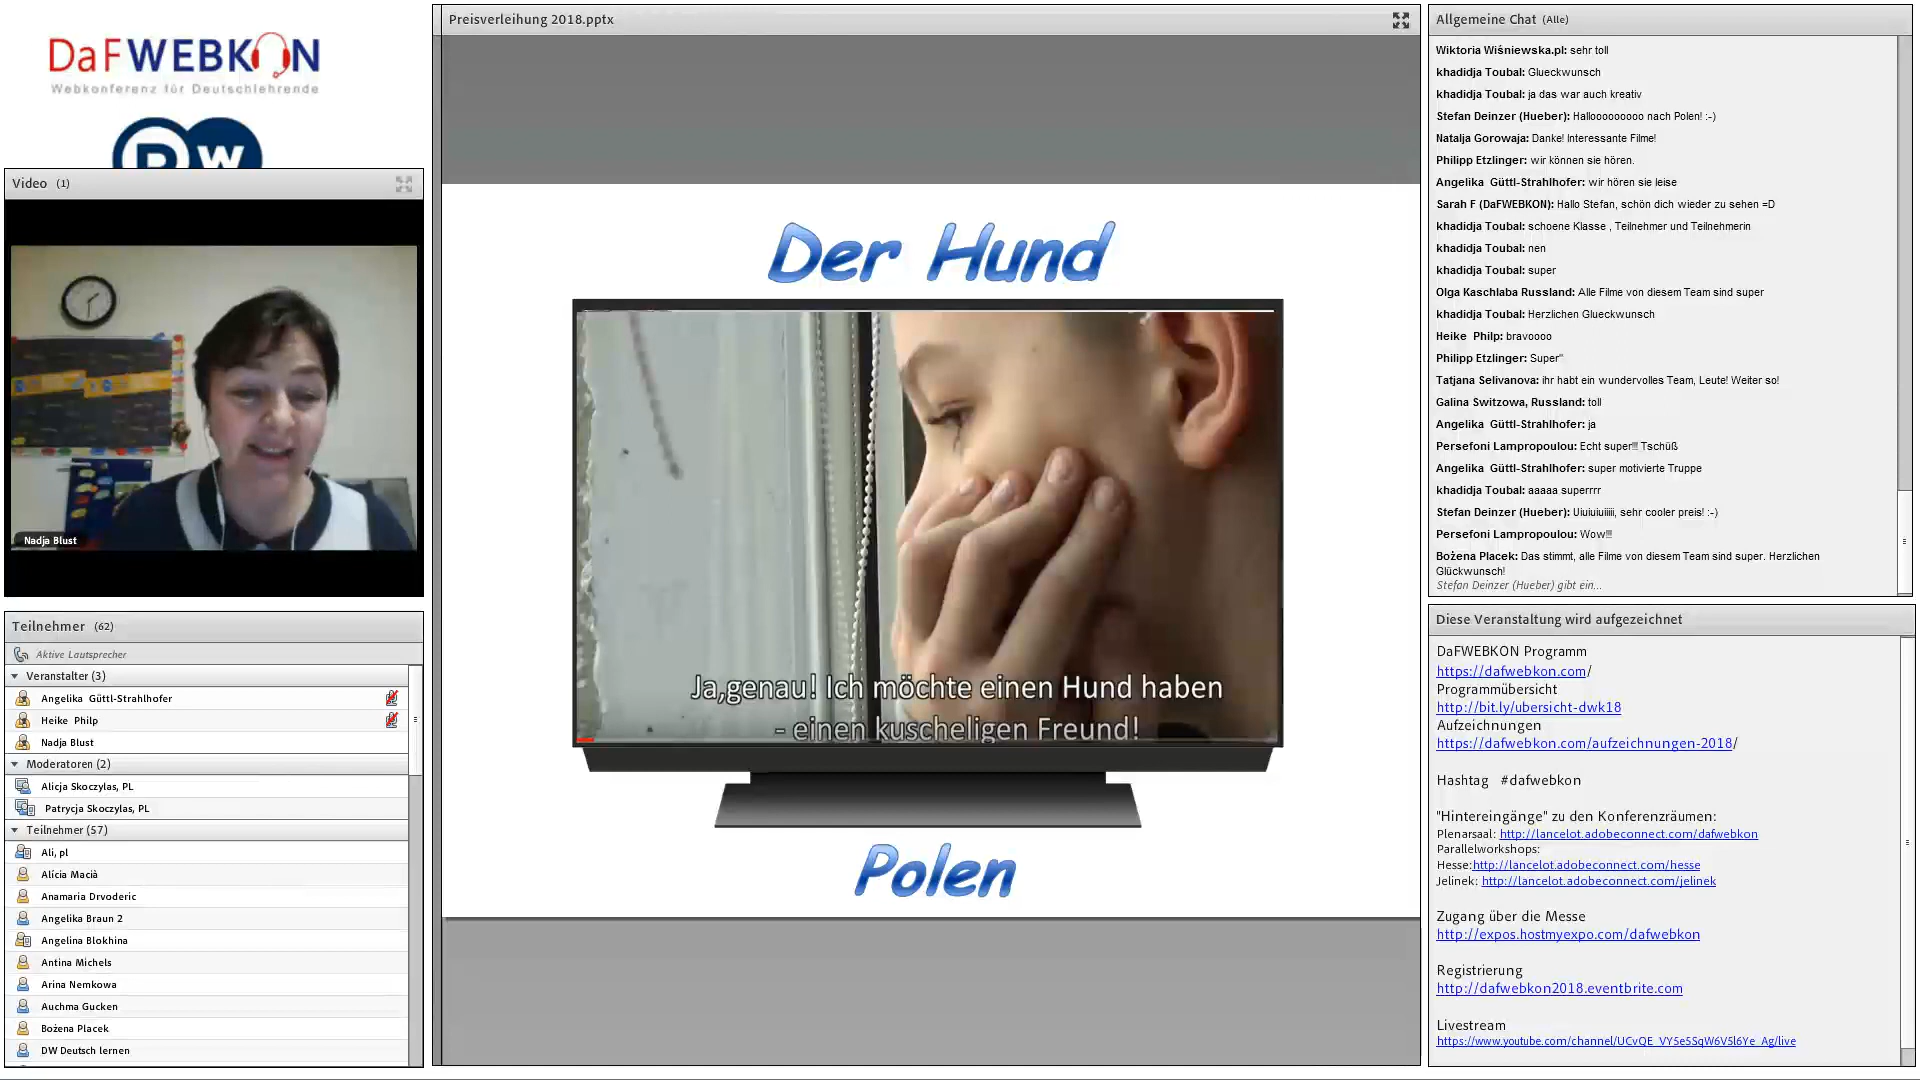 DaFWEBKON
Webkonferenz für Deutschlehrende
DW
Video (1)
Nadja Blust
Teilnehmer (62)
Aktive Lautsprecher
Veranstalter (3)
Angelika Güttl-Strahlhofer
Heike Philp
Nadja Blust
Moderatoren (2)
Alicja Skoczylas, PL
Patrycja Skoczylas, PL
Teilnehmer (57)
Ali, pl
Alícia Macià
Anamaria Drvoderic
Angelika Braun 2
Angelina Blokhina
Antina Michels
Arina Nemkowa
Auchma Gucken
Bożena Placek
DW Deutsch lernen
Preisverleihung 2018.pptx
Der Hund
Ja,genau! Ich möchte einen Hund haben
- einen kuscheligen Freund!
Polen
Allgemeine Chat (Alle)
Wiktoria Wiśniewska.pl: sehr toll
khadidja Toubal: Glueckwunsch
khadidja Toubal: ja das war auch kreativ
Stefan Deinzer (Hueber): Hallooooooooo nach Polen! :-)
Natalja Gorowaja: Danke! Interessante Filme!
Philipp Etzlinger: wir können sie hören.
Angelika Güttl-Strahlhofer: wir hören sie leise
Sarah F (DaFWEBKON): Hallo Stefan, schön dich wieder zu sehen =D
khadidja Toubal: schoene Klasse , Teilnehmer und Teilnehmerin
khadidja Toubal: nen
khadidja Toubal: super
Olga Kaschlaba Russland: Alle Filme von diesem Team sind super
khadidja Toubal: Herzlichen Glueckwunsch
Heike Philp: bravoooo
Philipp Etzlinger: Super"
Tatjana Selivanova: ihr habt ein wundervolles Team, Leute! Weiter so!
Galina Switzowa, Russland: toll
Angelika Güttl-Strahlhofer: ja
Persefoni Lampropoulou: Echt super!!! Tschüß
Angelika Güttl-Strahlhofer: super motivierte Truppe
khadidja Toubal: aaaaa superrrr
Stefan Deinzer (Hueber): Uiuiuiuiiiii, sehr cooler preis! :-)
Persefoni Lampropoulou: Wow!!!
Bożena Placek: Das stimmt, alle Filme von diesem Team sind super. Herzlichen
Glückwunsch!
Stefan Deinzer (Hueber) gibt ein...
Diese Veranstaltung wird aufgezeichnet
DaFWEBKON Programm
https://dafwebkon.com/
Programmübersicht
http://bit.ly/ubersicht-dwk18
Aufzeichnungen
https://dafwebkon.com/aufzeichnungen-2018/
Hashtag #dafwebkon
"Hintereingänge" zu den Konferenzräumen:
Plenarsaal: http://lancelot.adobeconnect.com/dafwebkon
Parallelworkshops:
Hesse:http://lancelot.adobeconnect.com/hesse
Jelinek: http://lancelot.adobeconnect.com/jelinek
Zugang über die Messe
http://expos.hostmyexpo.com/dafwebkon
Registrierung
http://dafwebkon2018.eventbrite.com
Livestream
https://www.youtube.com/channel/UCvQE_VY5e5SqW6V5l6Ye_Ag/live